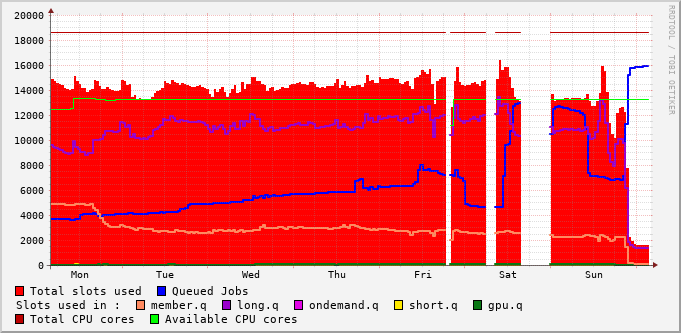 20000
18000
16000
14000
12000
10000
8000
6000
4000
2000
0
Mon Tue Wed Thu Fri Sat Sun
RRDTOOL / TOBI OETIKER
Total slots used Queued Jobs
Slots used in : member.q long.q ondemand.q short.q gpu.q
Total CPU cores Available CPU cores